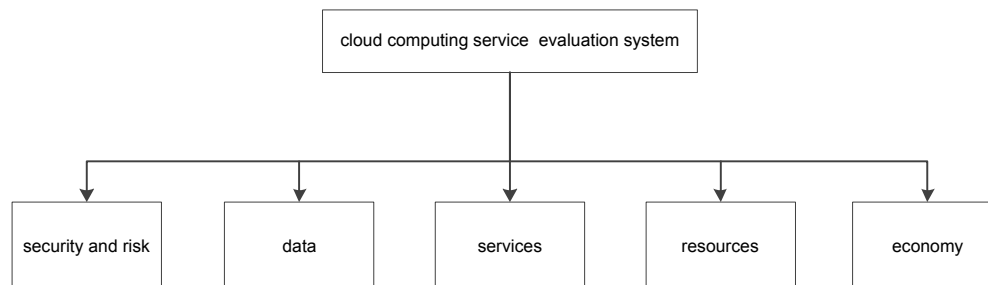 cloud computing service evaluation system
security and risk
data
services
resources
economy